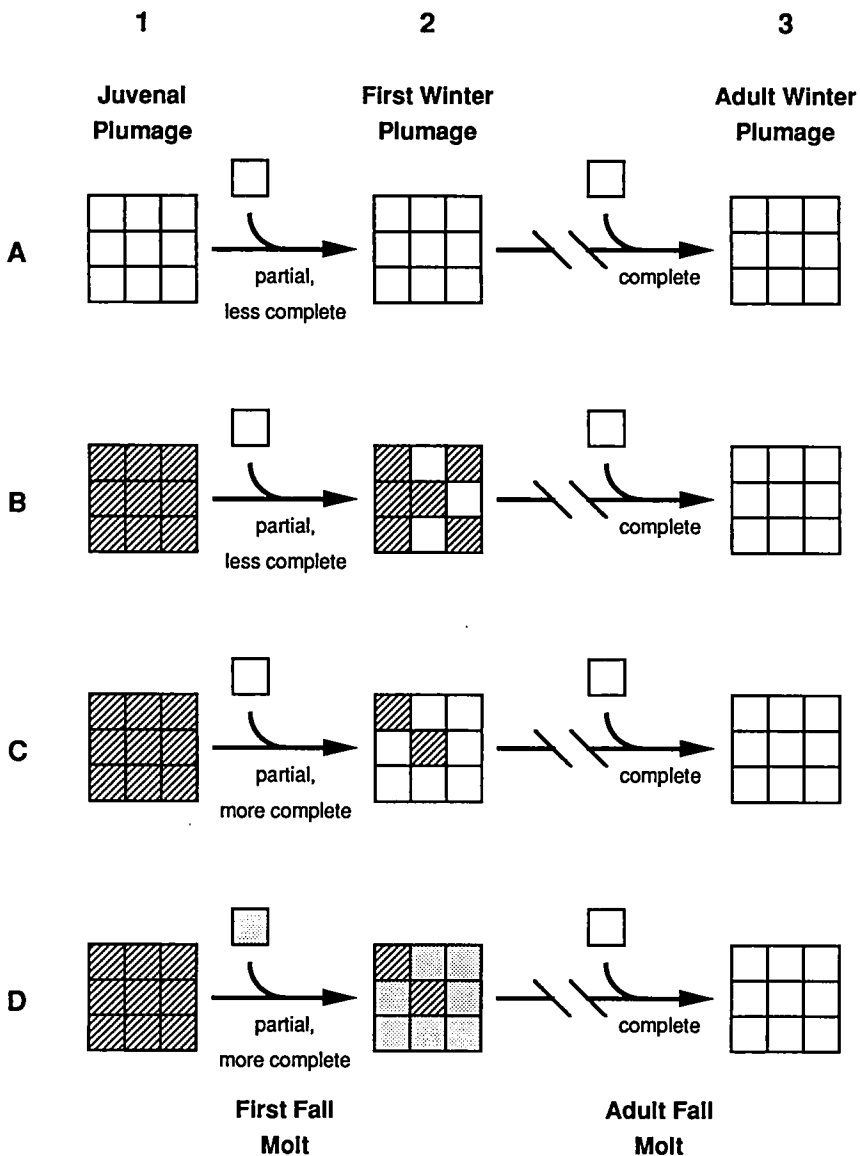 1 2 3
Juvenal First Winter Adult Winter
Plumage Plumage Plumage
A
partial, complete
less complete
B
partial, complete
less complete
C
partial, complete
more complete
D
partial, complete
more complete
First Fall Adult Fall
Molt Molt